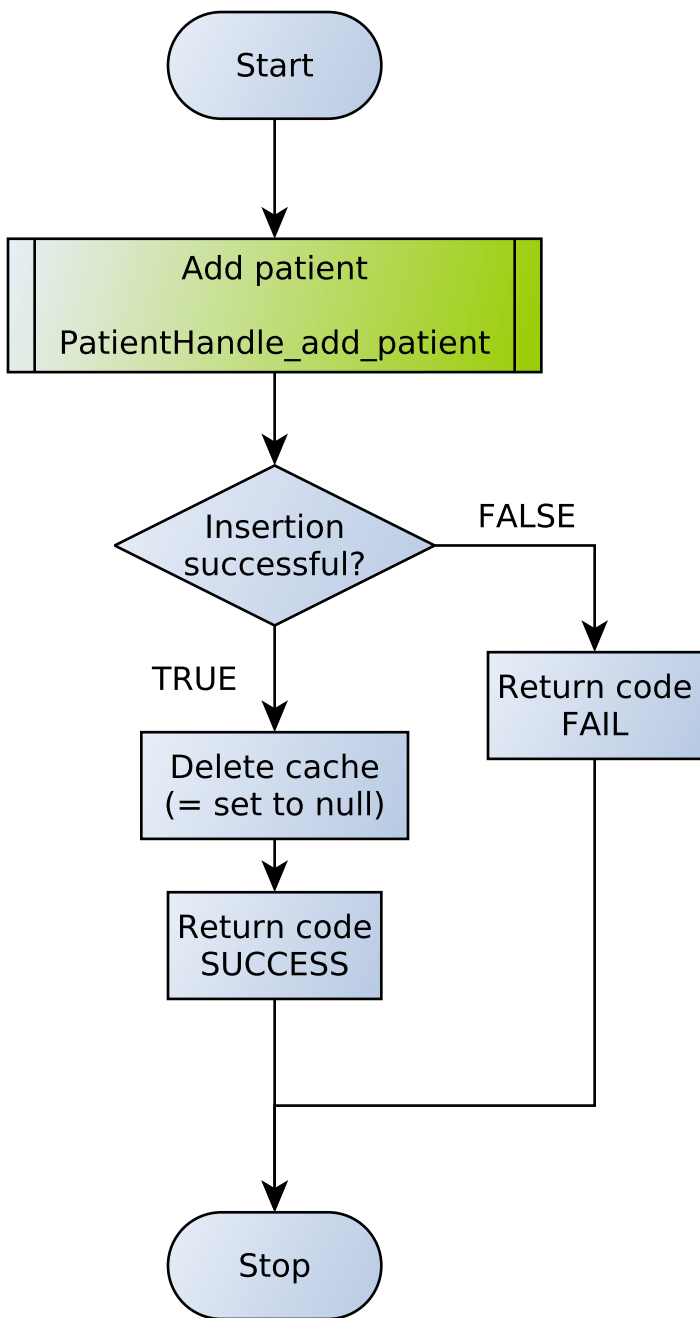 Start
Add patient
PatientHandle_add_patient
Insertion
successful?
FALSE
TRUE
Return code
FAIL
Delete cache
(= set to null)
Return code
SUCCESS
Stop